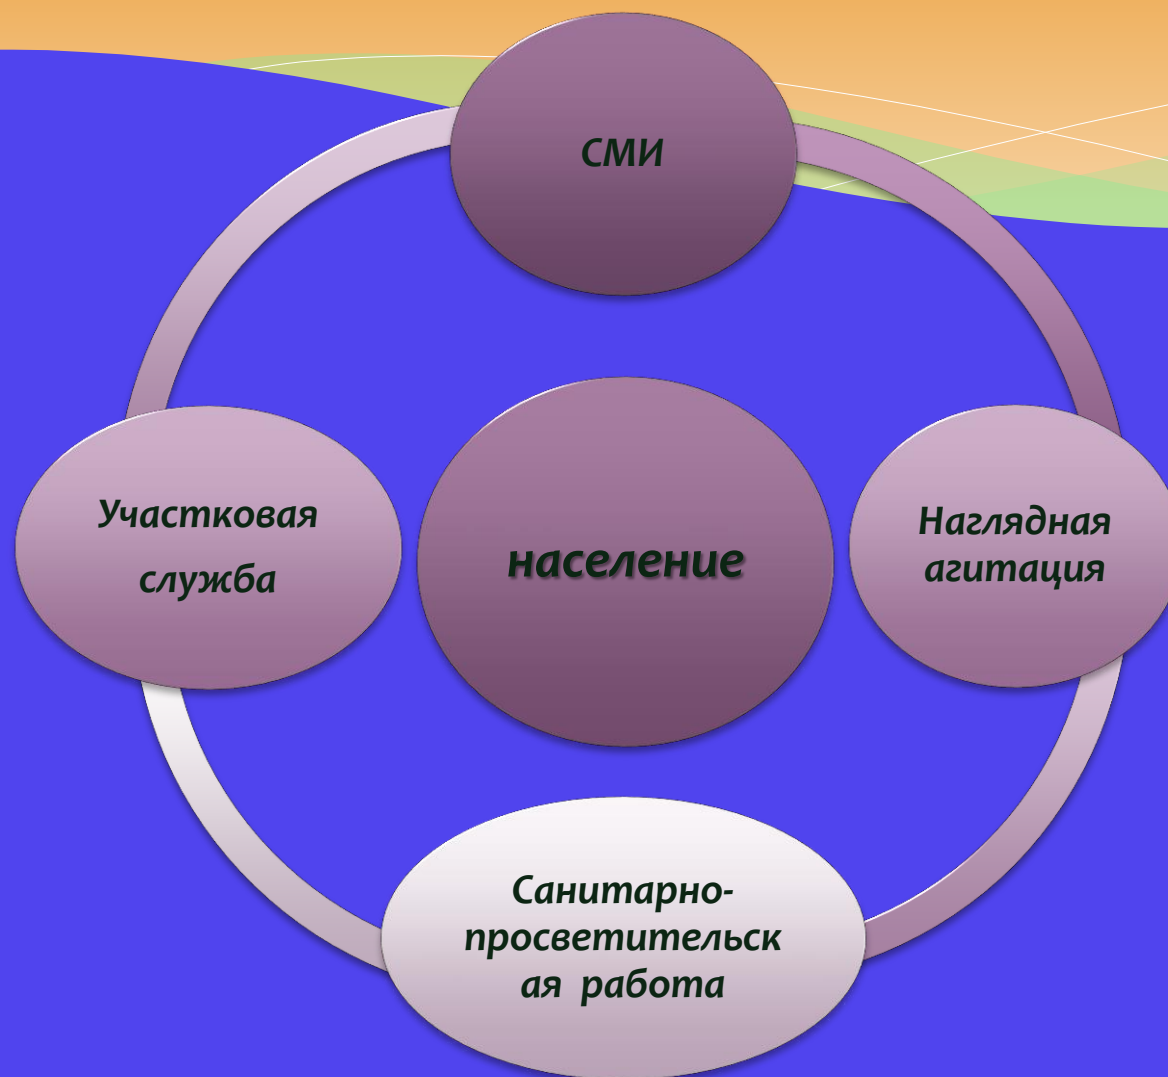 СМИ
Участковая
служба
население
Наглядная
агитация
Санитарно-
просветительск
ая работа